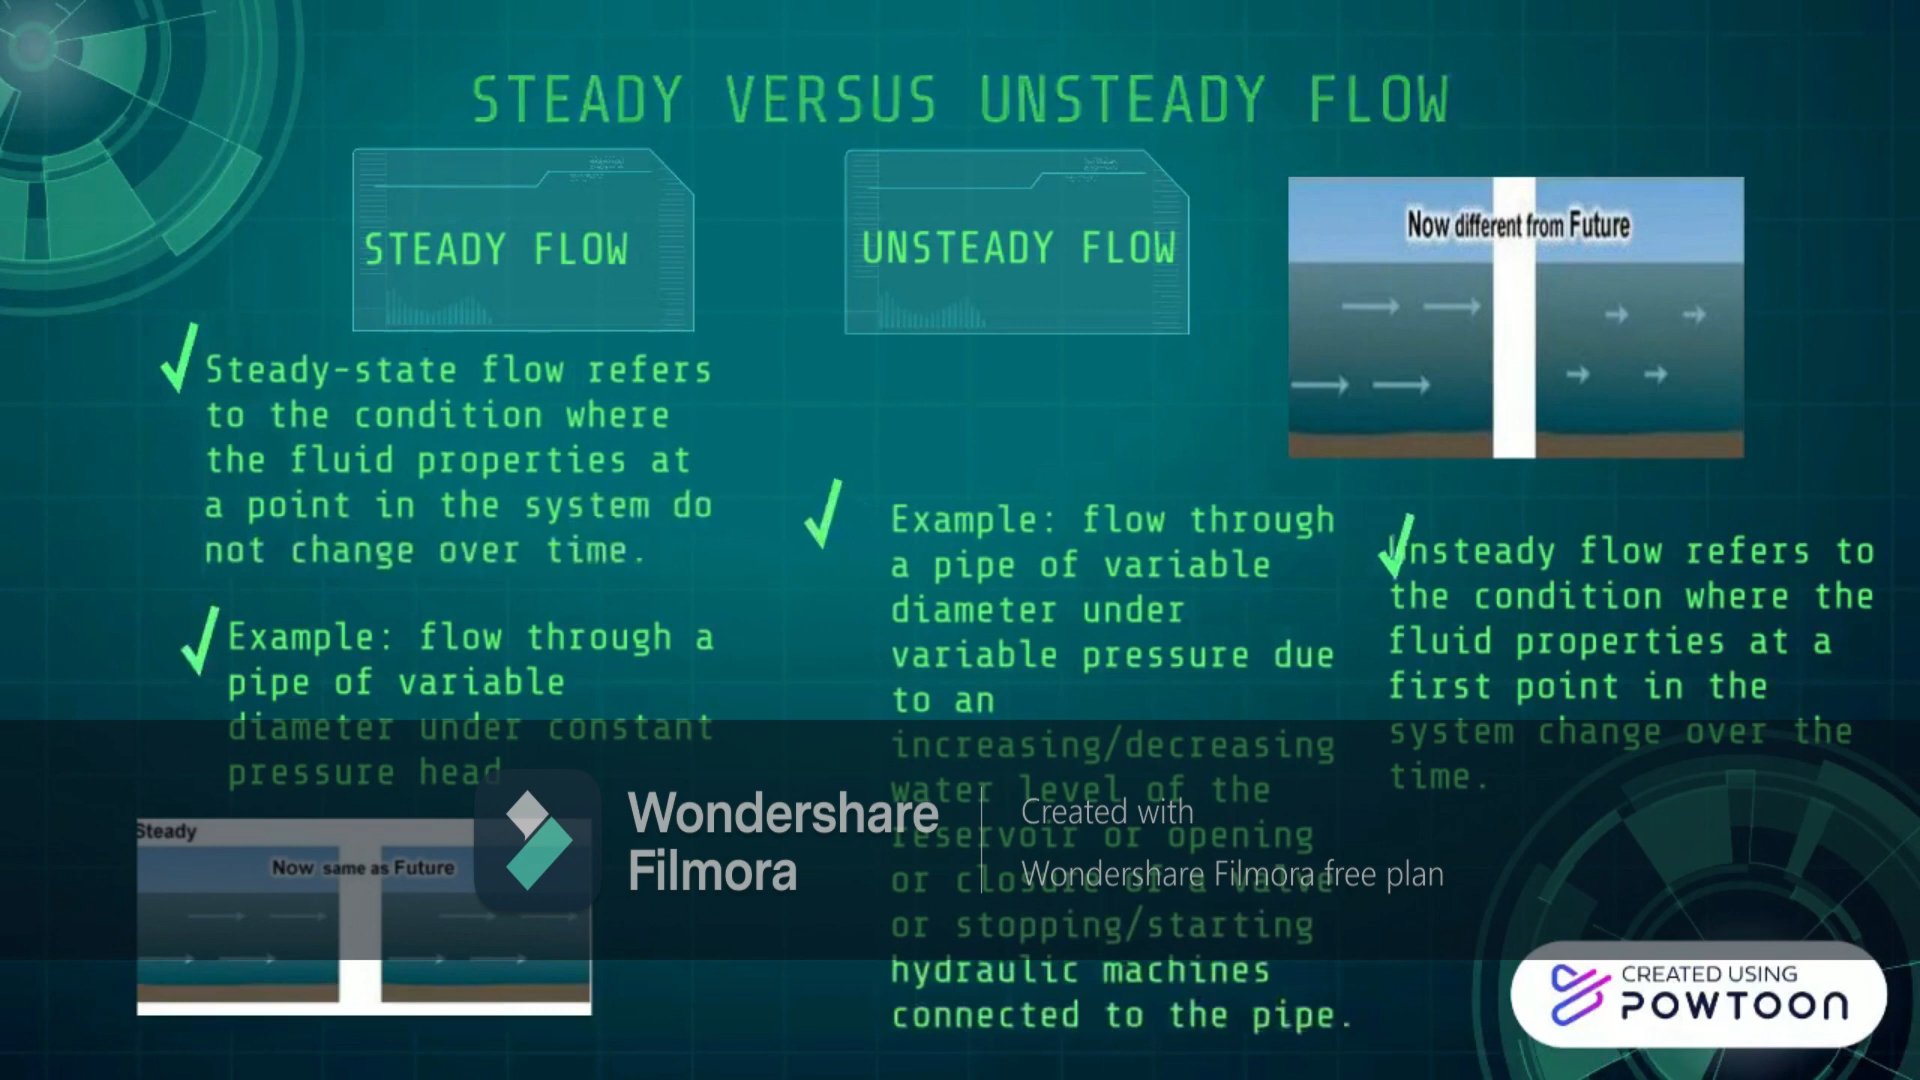 STEADY VERSUS UNSTEADY FLOW
STEADY FLOW
Steady-state flow refers
to the condition where
the fluid properties at
a point in the system do
not change over time.
Example: flow through a
pipe of variable
diameter under constant
pressure head
Steady
Now same as Future
UNSTEADY FLOW
Example: flow through
a pipe of variable
diameter under
variable pressure due
to an
increasing/decreasing
water level of the
reservoir or opening
or closure of a valve
or stopping/starting
hydraulic machines
connected to the pipe.
Now different from Future
Unsteady flow refers to
the condition where the
fluid properties at a
first point in the
system change over the
time.
Wondershare
Filmora
Created with
Wondershare Filmora free plan
CREATED USING
POWTOON